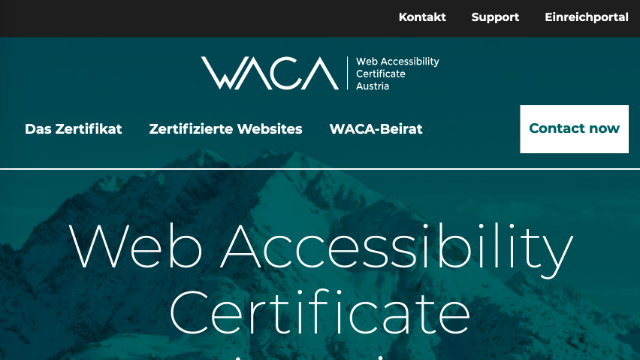 Kontakt Support Einreichportal
WACA
Web Accessibility
Certificate
Austria
Das Zertifikat Zertifizierte Websites WACA-Beirat Contact now
Web Accessibility
Certificate